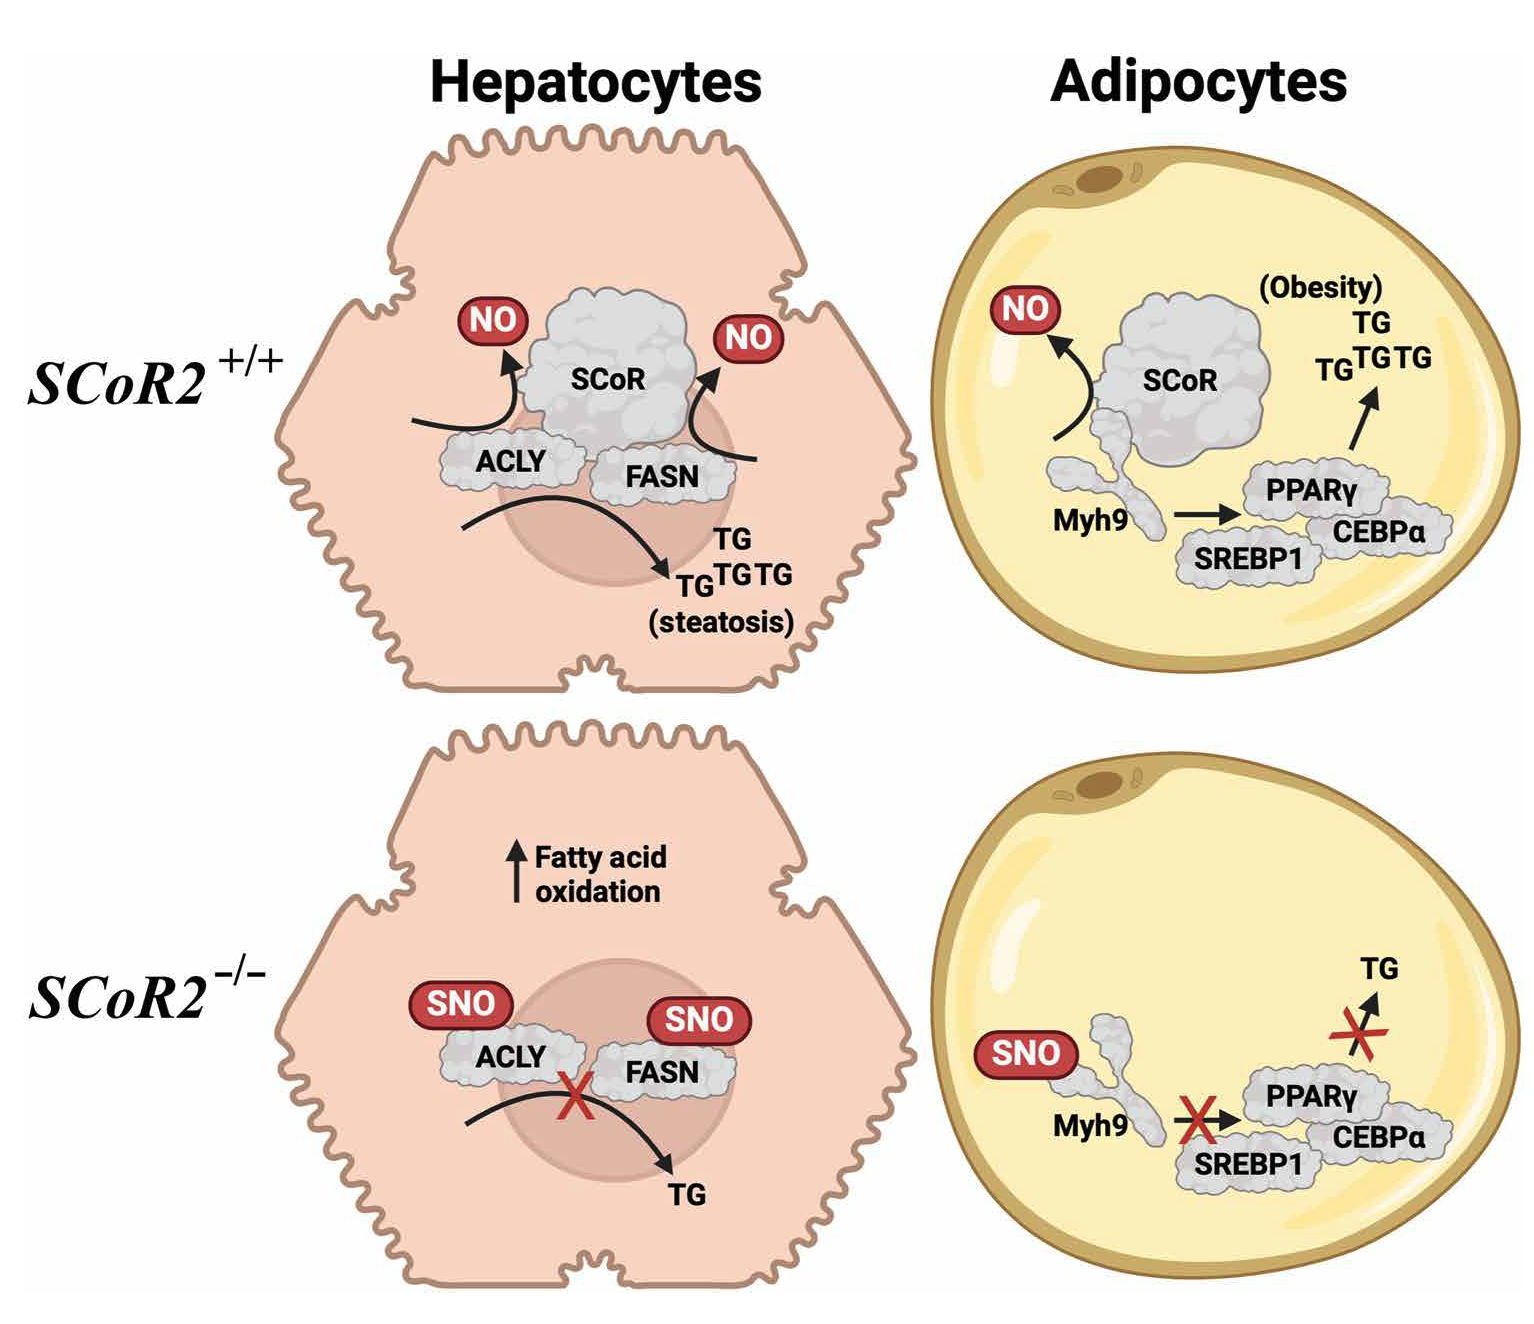 Hepatocytes
Adipocytes
SCoR2 +/+
NO
SCoR
NO
ACLY
FASN
TG
TG TG TG
(steatosis)
NO
SCoR
(Obesity)
TG
TG TG TG
Myh9
PPARγ
CEBPα
SREBP1
SCoR2 −/−
Fatty acid
oxidation
SNO
SNO
ACLY
FASN
TG
SNO
Myh9
TG
PPARγ
CEBPα
SREBP1